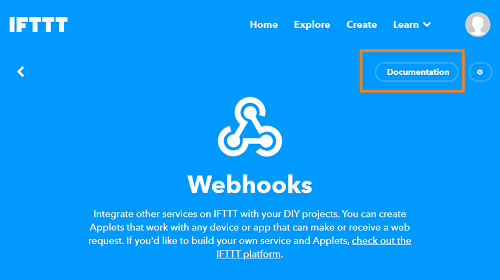 IFTTT
Home Explore Create Learn
Documentation
Webhooks
Integrate other services on IFTTT with your DIY projects. You can create
Applets that work with any device or app that can make or receive a web
request. If you'd like to build your own service and Applets, check out the
IFTTT platform.